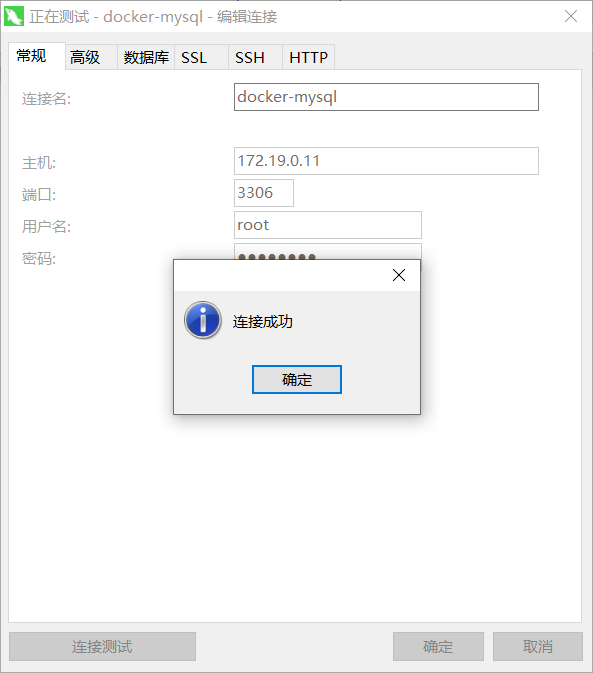 正在测试 - docker-mysql - 编辑连接
常规 高级 数据库 SSL SSH HTTP
连接名: docker-mysql
主机: 172.19.0.11
端口: 3306
用户名: root
密码: ●●●●●●●●
连接成功
确定
连接测试 确定 取消